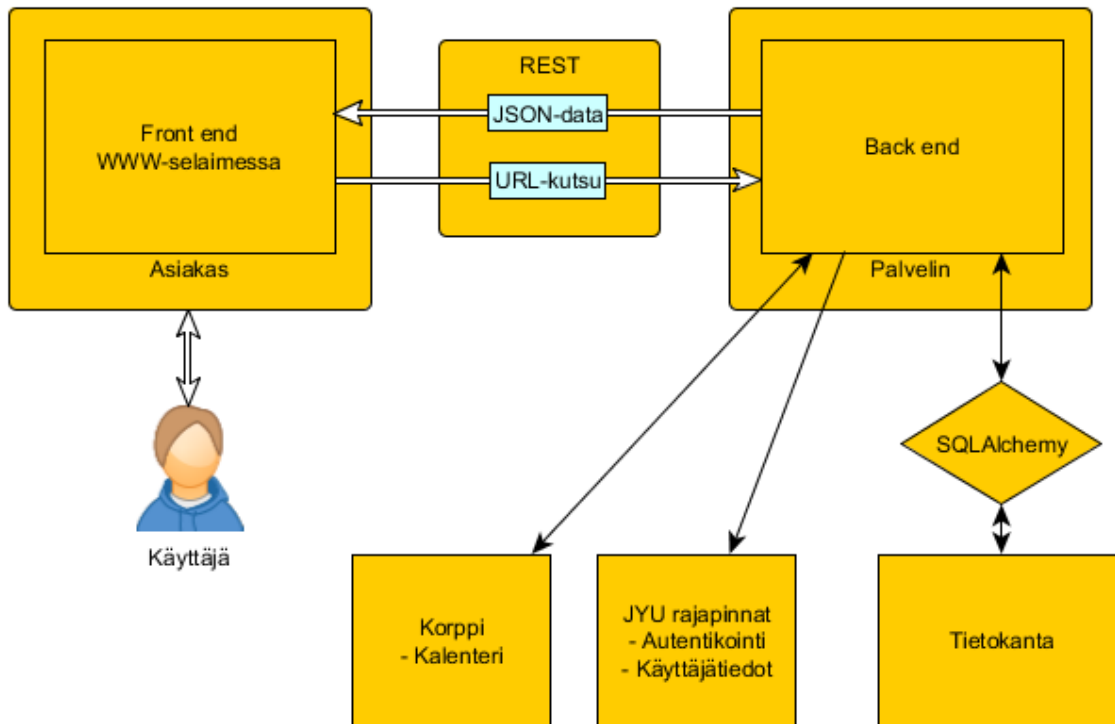 REST
JSON-data
URL-kutsu
Front end
WWW-selaimessa
Asiakas
Back end
Palvelin
SQLAlchemy
Käyttäjä
Korppi
- Kalenteri
JYU rajapinnat
- Autentikointi
- Käyttäjätiedot
Tietokanta